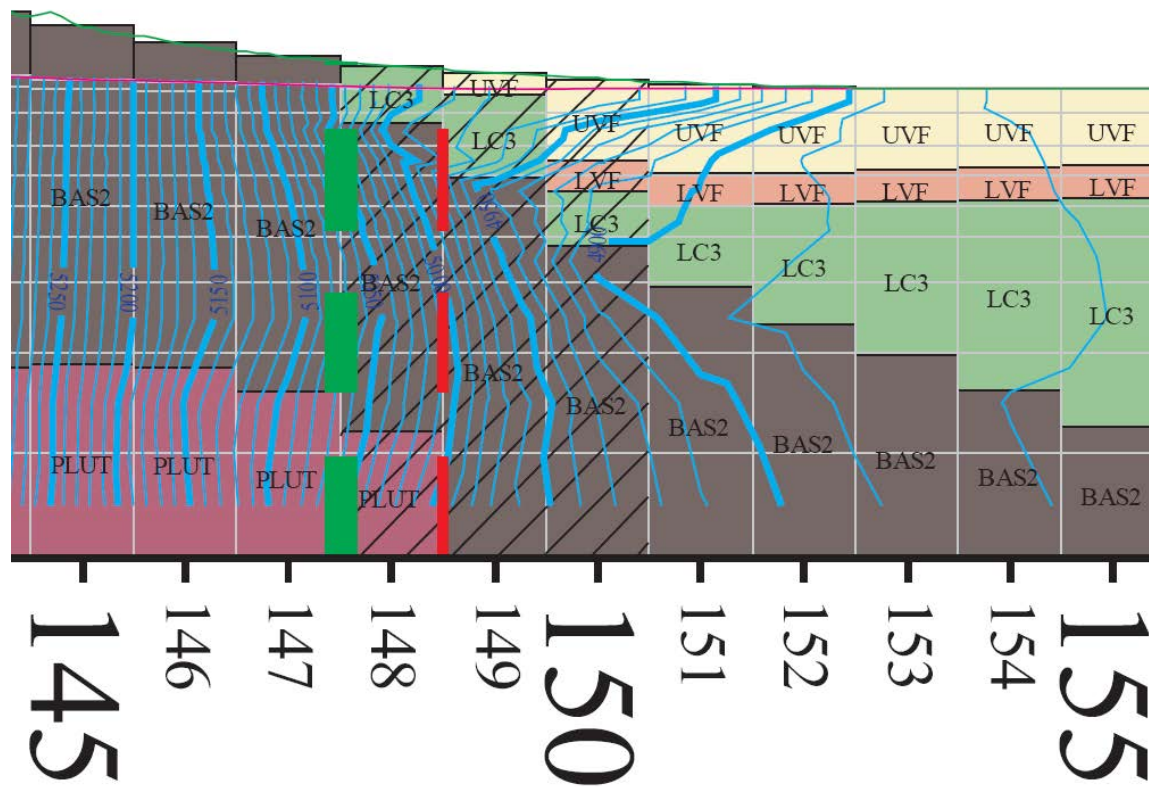 UVF
LC3
UVF
LC3
UVF
UVF
UVF
UVF
UVF
LVF
LVF
LVF
LVF
LVF
LVF
BAS2
BAS2
BAS2
LC3
LC3
LC3
LC3
LC3
LC3
4900
5250
5200
5150
5100
BAS2
BAS2
BAS2
BAS2
BAS2
BAS2
BAS2
BAS2
PLUT
PLUT
PLUT
PLUT
145
146
147
148
149
150
151
152
153
154
155